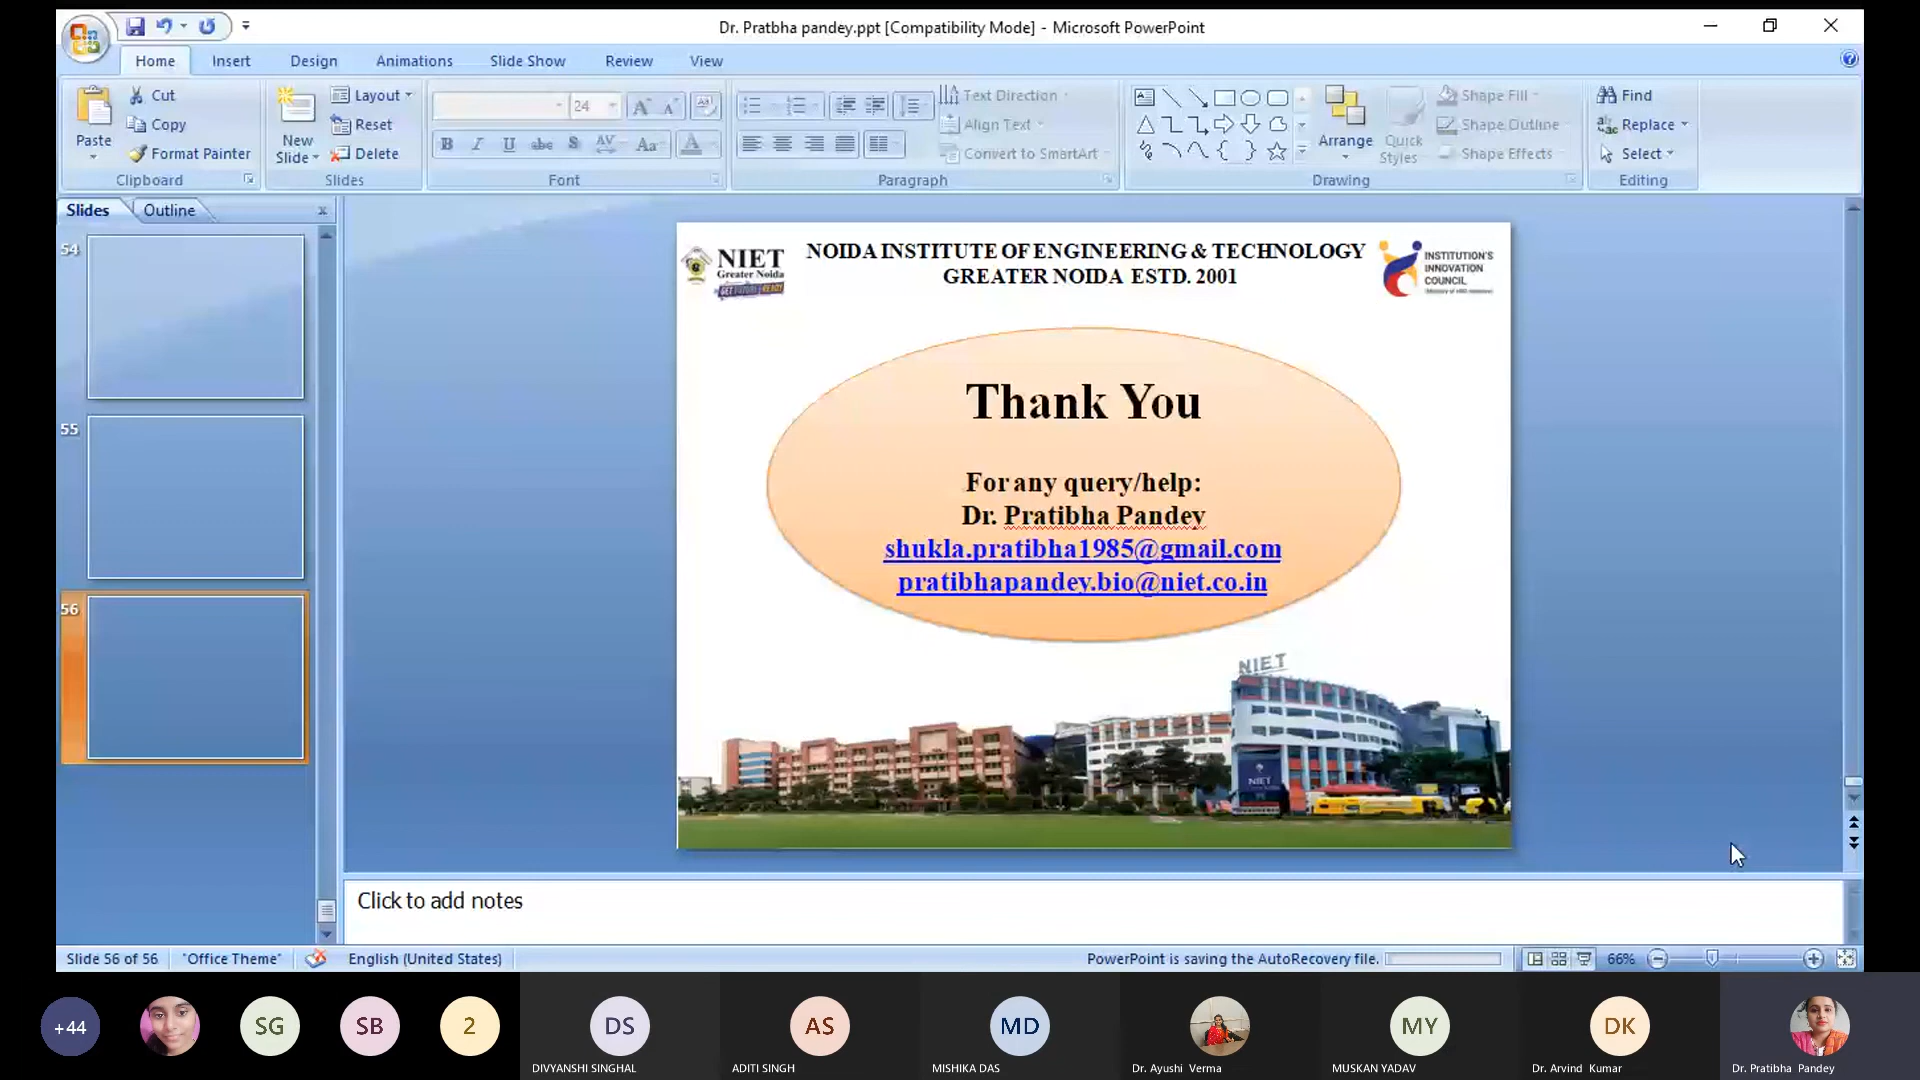 Dr. Pratbha pandey.ppt [Compatibility Mode] - Microsoft PowerPoint
Home
Insert
Design
Animations
Slide Show
Review
View
Paste
Cut
Copy
Format Painter
Clipboard
New
Slide
Layout
Reset
Delete
Slides
24
Font
Text Direction
Align Text
Convert to SmartArt
Paragraph
Arrange
Quick
Styles
Shape Fill
Shape Outline
Shape Effects
Drawing
Find
Replace
Select
Editing
Slides
Outline
54
55
56
NIET
Greater Noida
GET FUTURE READY
NOIDA INSTITUTE OF ENGINEERING & TECHNOLOGY
GREATER NOIDA ESTD. 2001
INSTITUTION'S
INNOVATION
COUNCIL
Thank You
For any query/help:
Dr. Pratibha Pandey
shukla.pratibha1985@gmail.com
pratibhapandey.bio@niet.co.in
NIET
NIET
Click to add notes
Slide 56 of 56
"Office Theme"
English (United States)
PowerPoint is saving the AutoRecovery file.
66%
+44
SG
SB
2
DS
AS
MD
MY
DK
DIVYANSHI SINGHAL
ADITI SINGH
MISHIKA DAS
Dr. Ayushi Verma
MUSKAN YADAV
Dr. Arvind Kumar
Dr. Pratibha Pandey